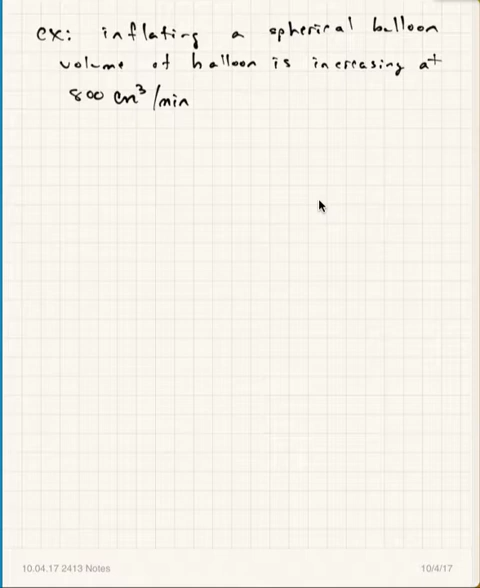 ex: inflating a spherical balloon
volume of balloon is increasing at
800 cm³/min
10.04.17 2413 Notes 10/4/17